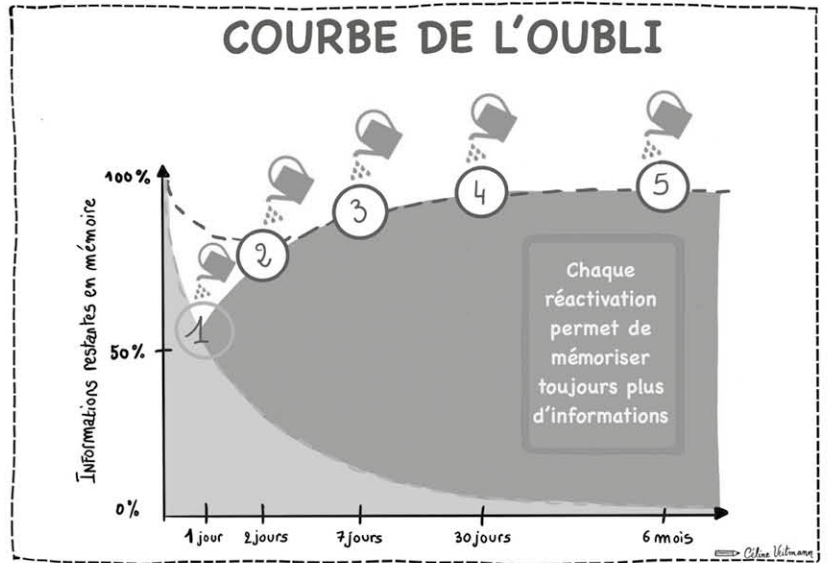 COURBE DE L'OUBLI
Informations restantes en mémoire
100%
50%
0%
1
2
3
4
5
Chaque
réactivation
permet de
mémoriser
toujours plus
d'informations
1 jour
2 jours
7 jours
30 jours
6 mois
Céline